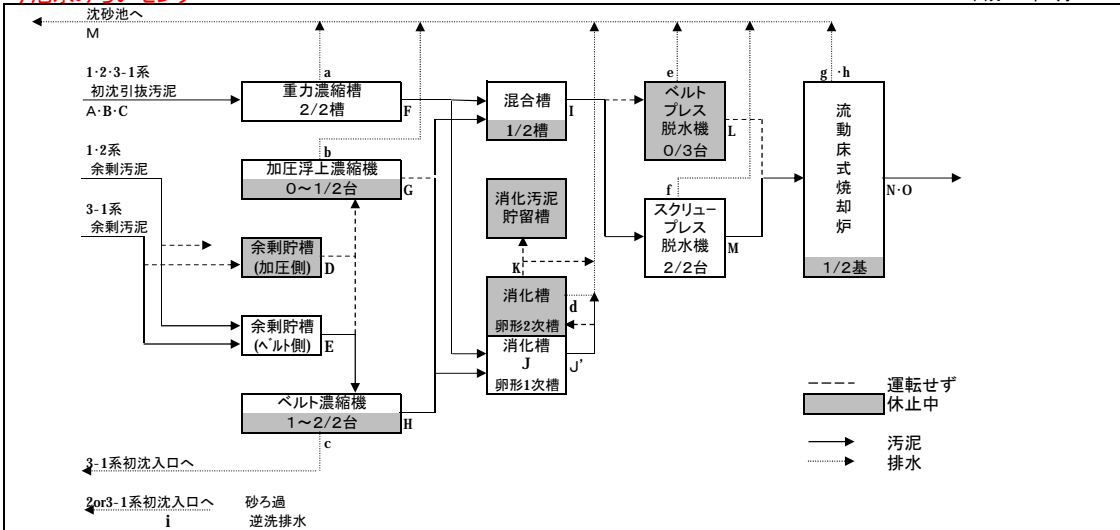 沈砂池へ
M
1・2・3-1系
初沈引抜汚泥
A・B・C
a
重力濃縮槽
2/2槽
F
混合槽
1/2槽
I
e
ベルト
プレス
脱水機
0/3台
L
g ・h
流動床式焼却炉
1/2基
N・O
1・2系
余剰汚泥
b
加圧浮上濃縮機
0~1/2台
G
消化汚泥
貯留槽
f
スクリュー
プレス
脱水機
2/2台
M
3-1系
余剰汚泥
余剰貯槽
(加圧側)
D
K
消化槽
卵形2次槽
d
余剰貯槽
(ベルト側)
E
消化槽
J
卵形1次槽
J'
ベルト濃縮機
1~2/2台
H
c
運転せず
休止中
汚泥
排水
3-1系初沈入口へ
2or3-1系初沈入口へ
砂ろ過
i
逆洗排水